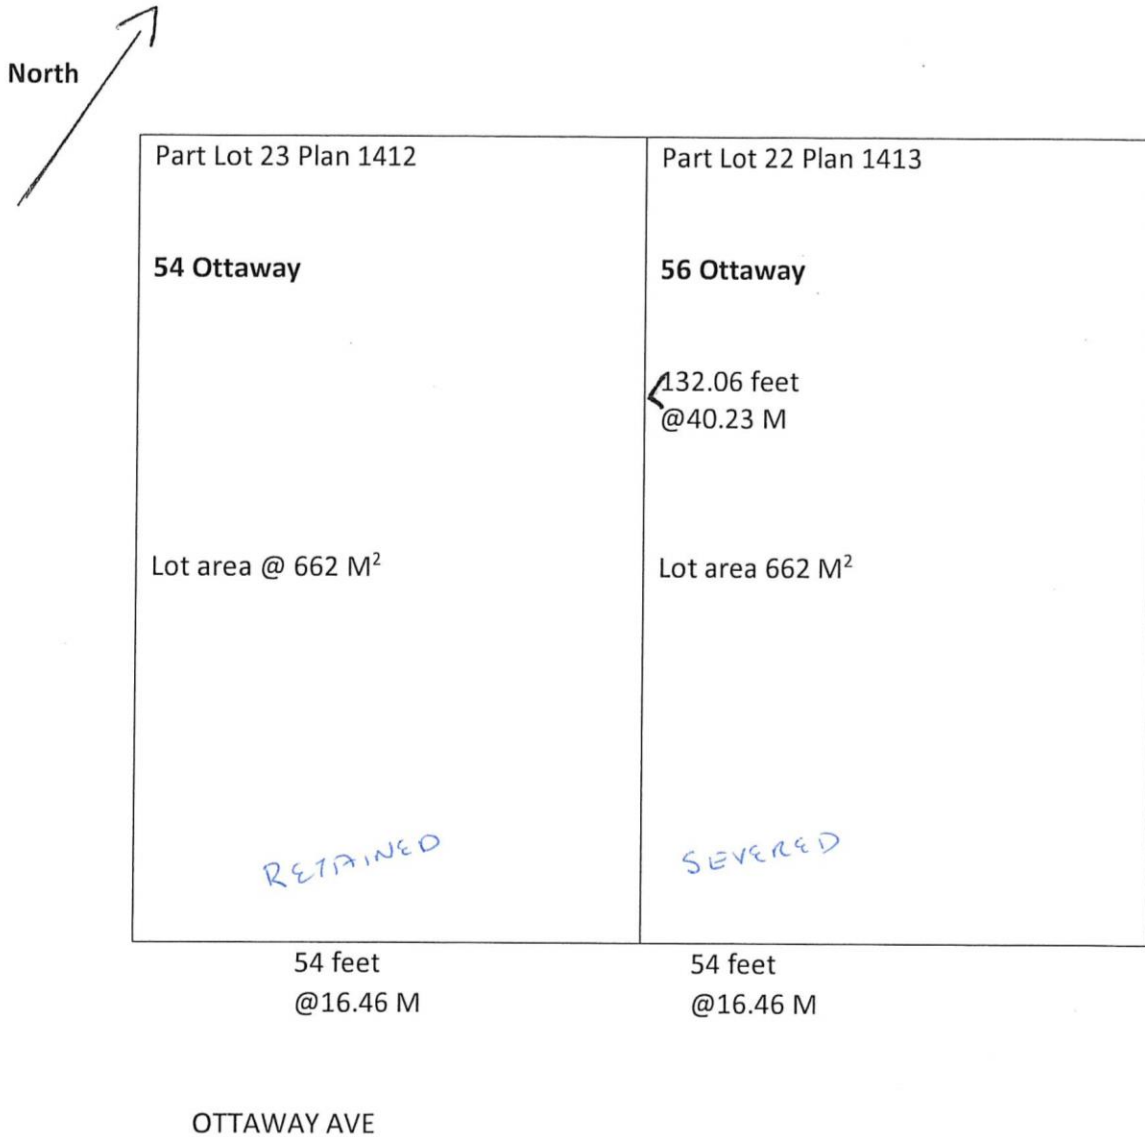 North
Part Lot 23 Plan 1412
Part Lot 22 Plan 1413
54 Ottaway
56 Ottaway
132.06 feet
@40.23 M
Lot area @ 662 M²
Lot area 662 M²
RETAINED
SEVERED
54 feet
@16.46 M
54 feet
@16.46 M
OTTAWAY AVE